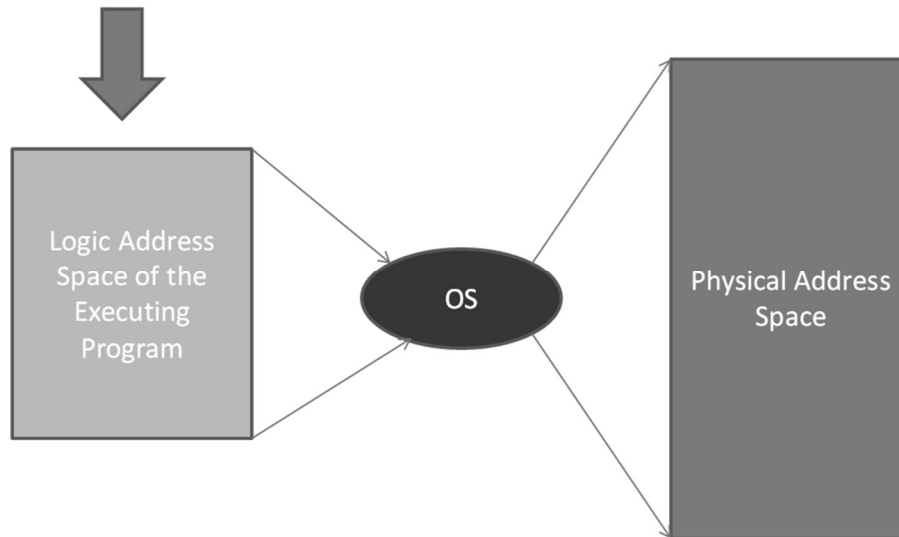 Logic Address
Space of the
Executing
Program
OS
Physical Address
Space